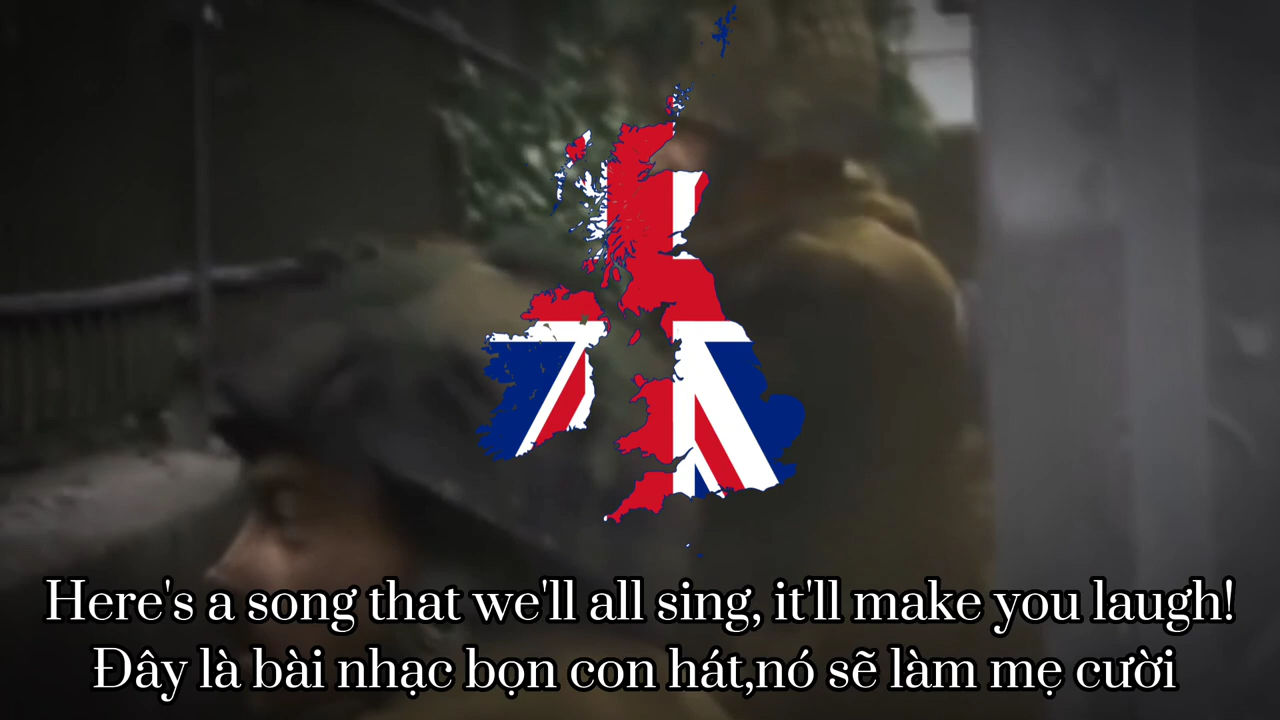 Here's a song that we'll all sing, it'll make you laugh!
Đây là bài nhạc bọn con hát,nó sẽ làm mẹ cười